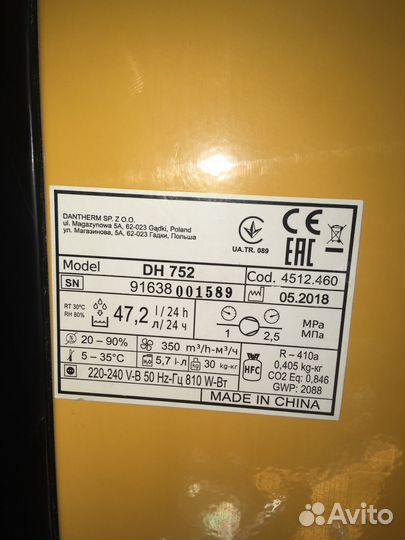 DANTHERM SP. Z O.O.
ul. Magazynowa 5A, 62-023 Gądki, Poland
ул. Магазинова, 5А, 62-023 Гадки, Польша
UA.TR. 089
CE
EAC
Model DH 752 Cod. 4512.460
SN 91638 001589 05.2018
RT 30°C
RH 80%
47,2 l / 24 h
л/24 ч
1 2,5 MPa
МРа
20 – 90% 350 m³/h-м³/ч
5 – 35°C 5,7 l-л 30 kg-кг
220-240 V-В 50 Hz-Гц 810 W-Вт
HFC
R – 410a
0,405 kg-кг
CO2 Eq: 0,846
GWP: 2088
MADE IN CHINA
Avito